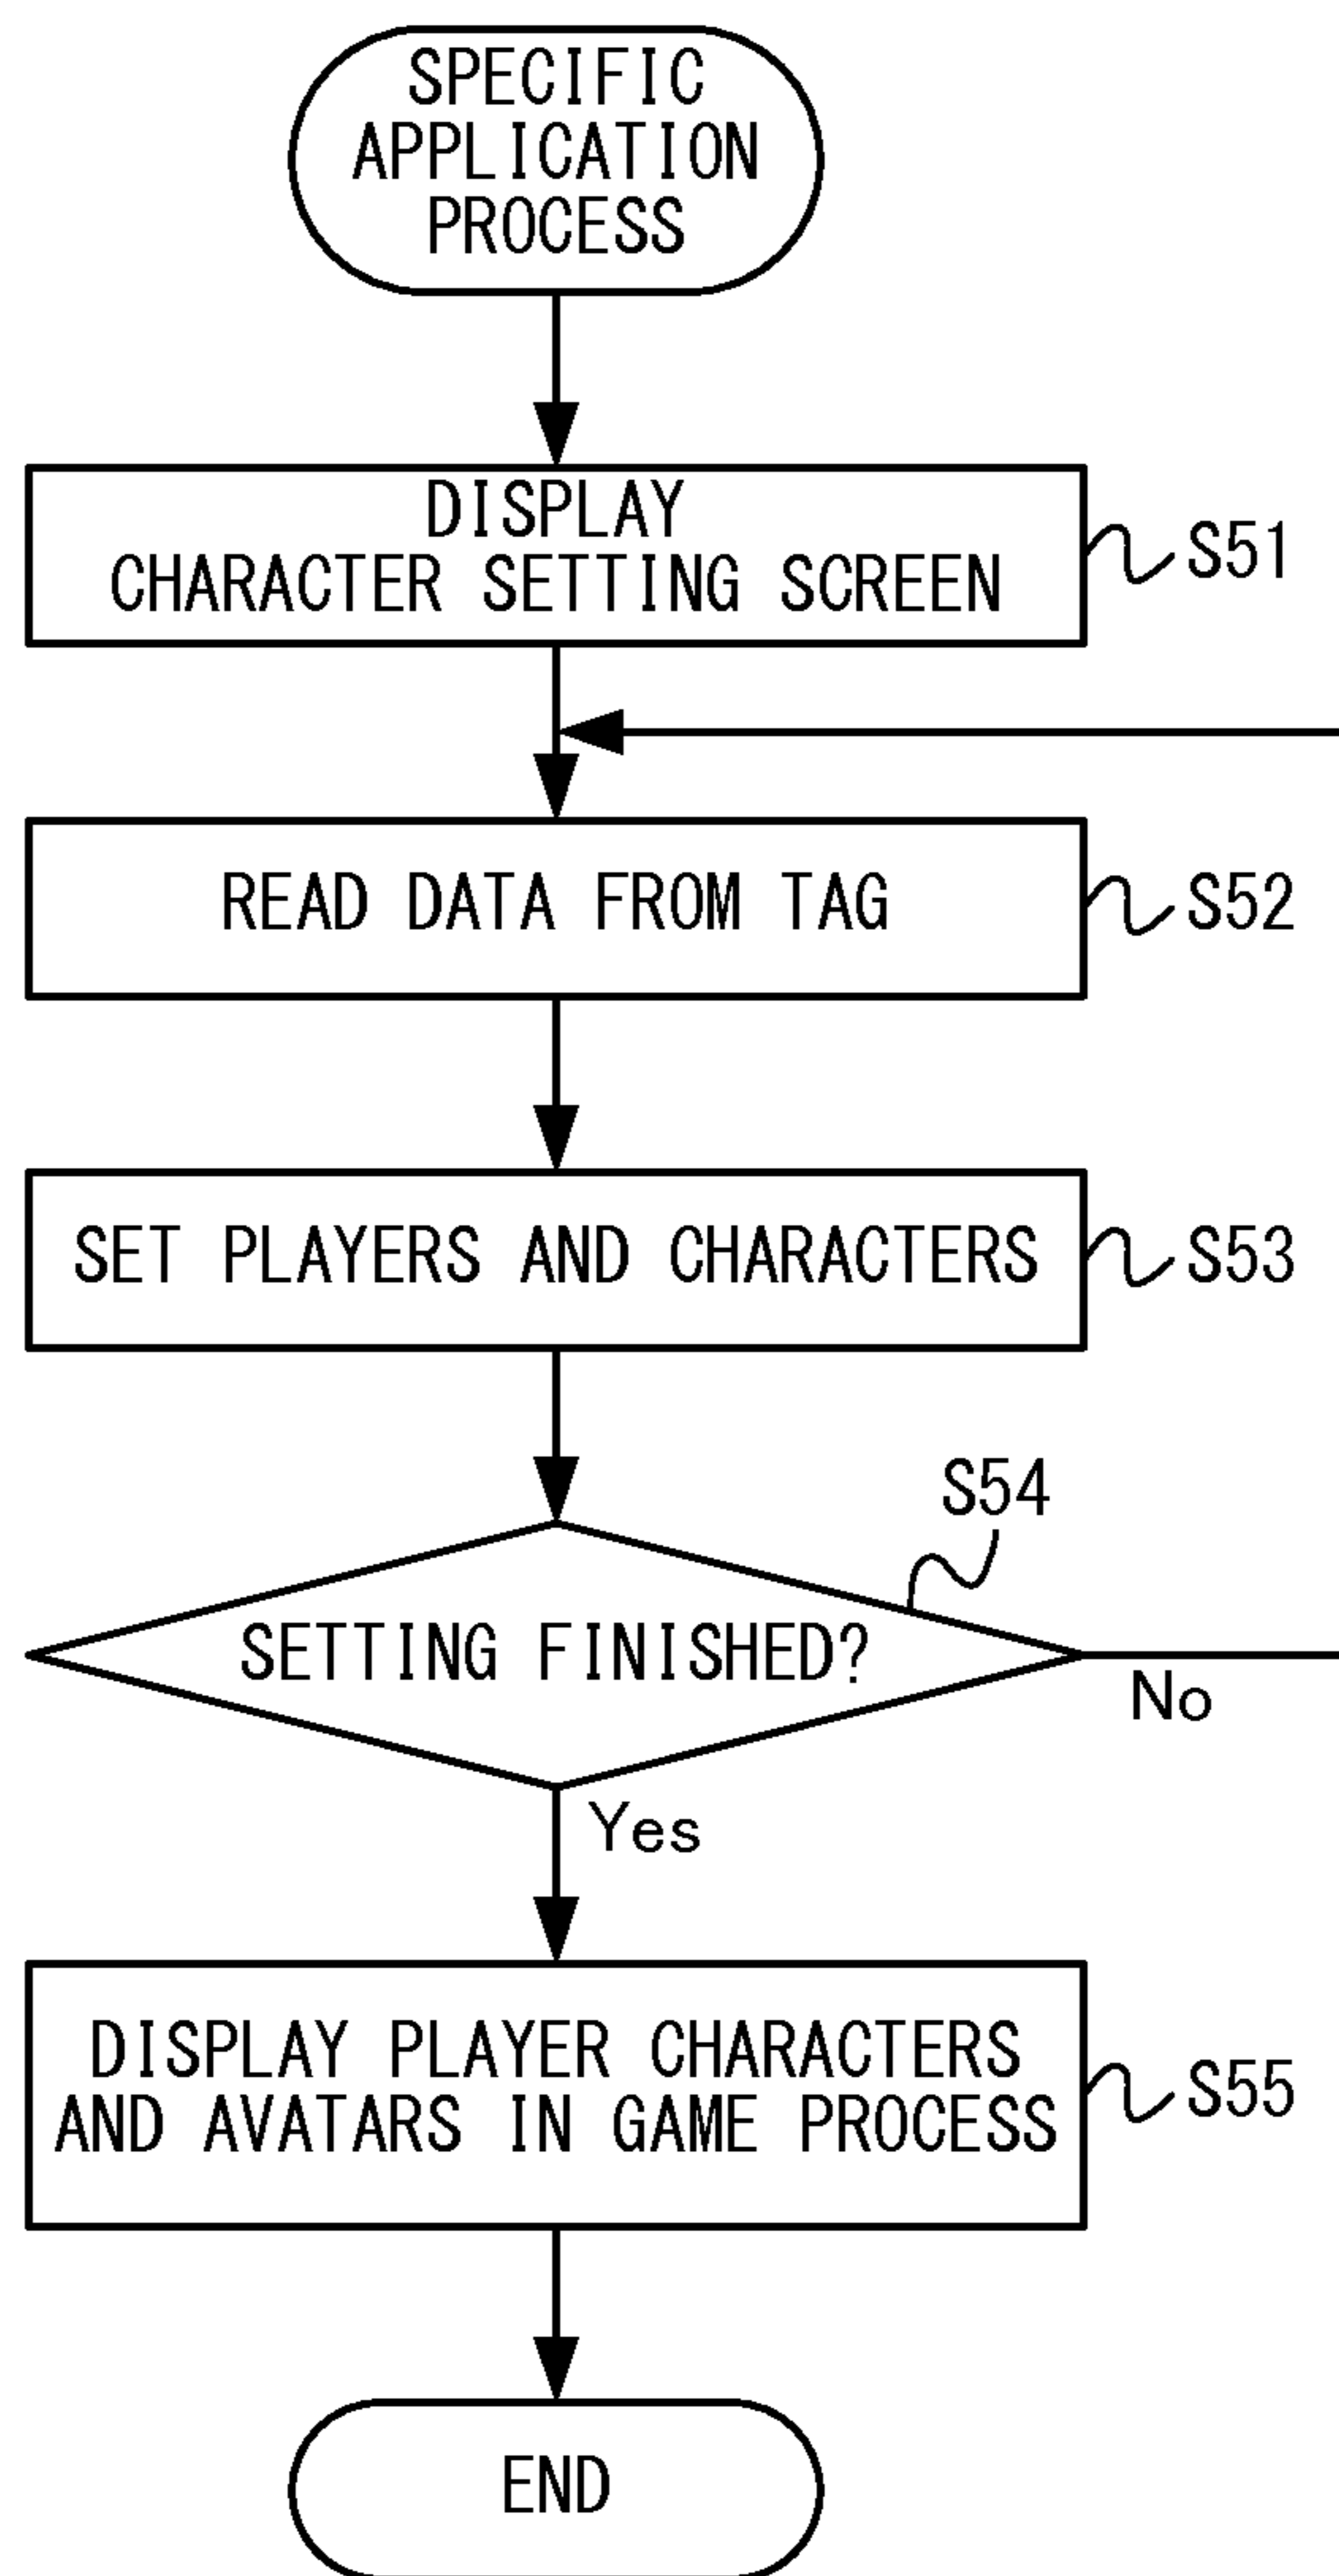 SPECIFIC
APPLICATION
PROCESS
DISPLAY
CHARACTER SETTING SCREEN
S51
READ DATA FROM TAG
S52
SET PLAYERS AND CHARACTERS
S53
S54
SETTING FINISHED?
No
Yes
DISPLAY PLAYER CHARACTERS
AND AVATARS IN GAME PROCESS
S55
END